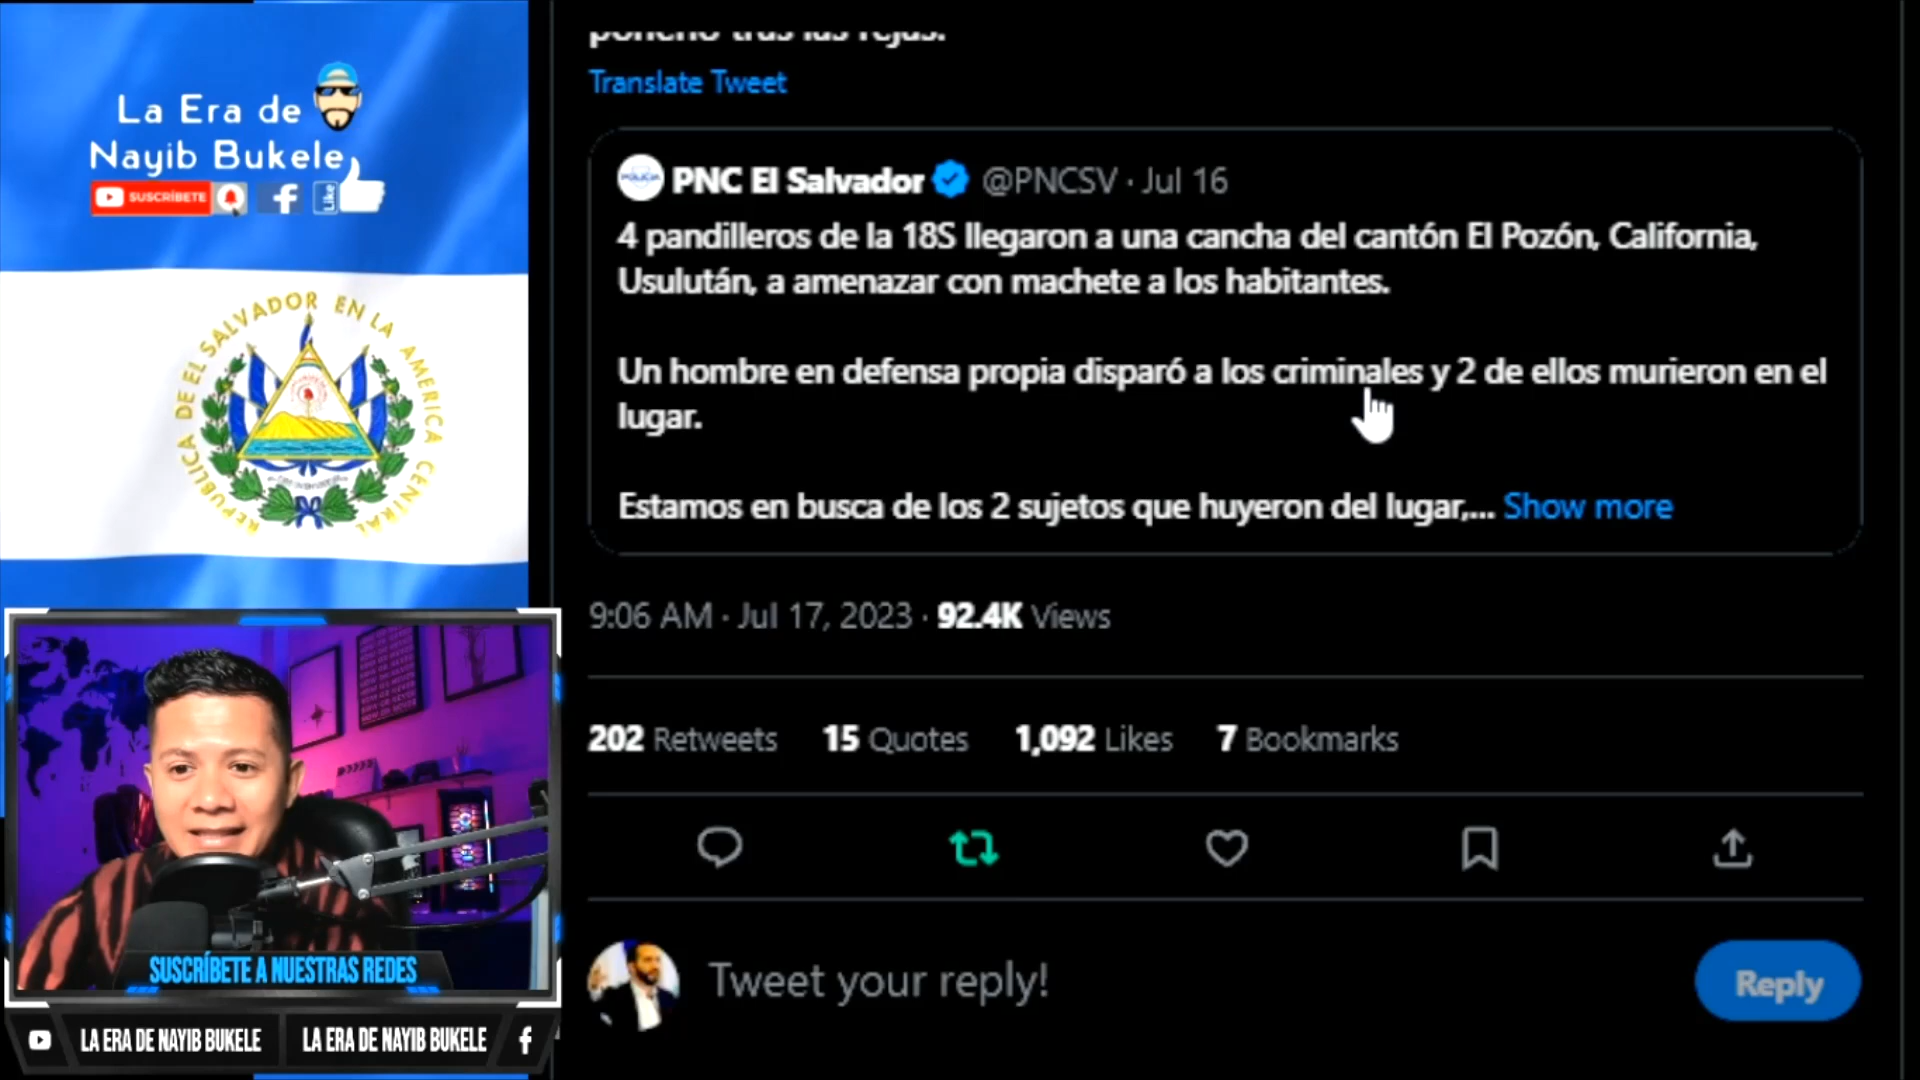 poncho tras las rejas.
Translate Tweet
La Era de
Nayib Bukele
SUSCRÍBETE
Like
PNC El Salvador @PNCSV · Jul 16
4 pandilleros de la 18S llegaron a una cancha del cantón El Pozón, California,
Usulután, a amenazar con machete a los habitantes.
Un hombre en defensa propia disparó a los criminales y 2 de ellos murieron en el
lugar.
Estamos en busca de los 2 sujetos que huyeron del lugar,... Show more
REPUBLICA DE EL SALVADOR EN LA AMERICA CENTRAL
9:06 AM · Jul 17, 2023 · 92.4K Views
202 Retweets 15 Quotes 1,092 Likes 7 Bookmarks
Tweet your reply!
Reply
SUSCRÍBETE A NUESTRAS REDES
LA ERA DE NAYIB BUKELE LA ERA DE NAYIB BUKELE